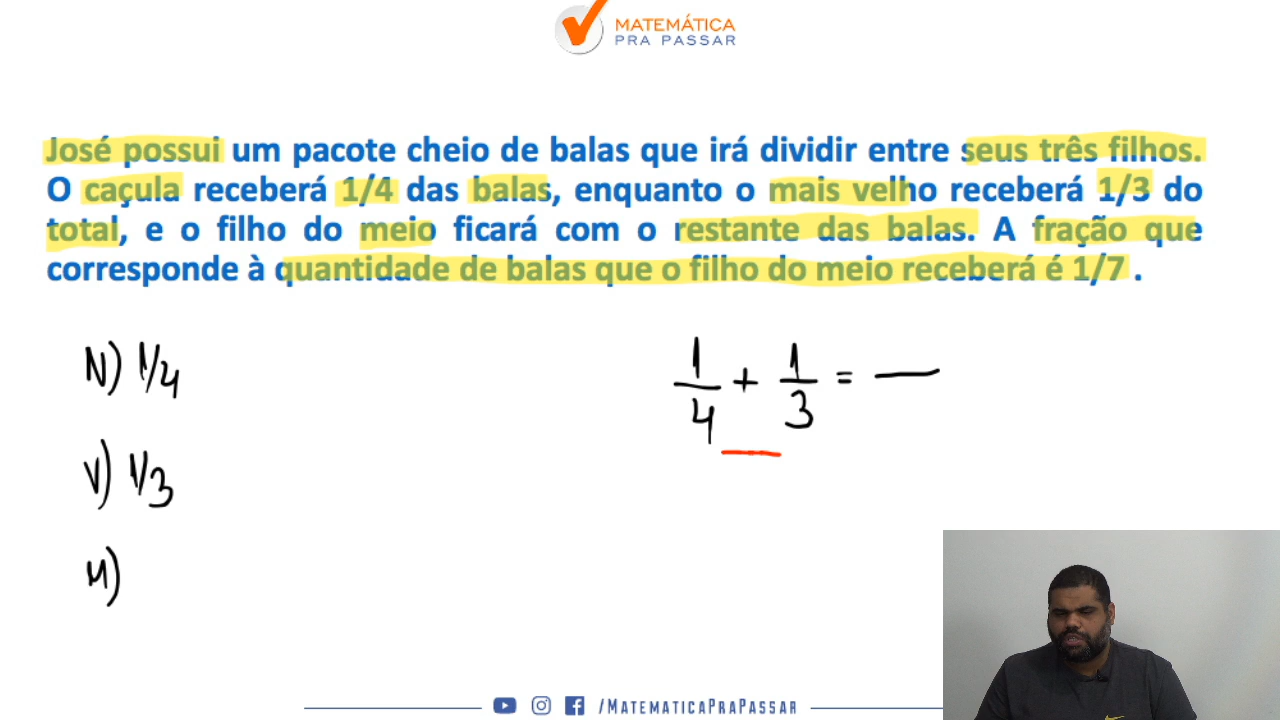 MATEMÁTICA
PRA PASSAR
José possui um pacote cheio de balas que irá dividir entre seus três filhos.
O caçula receberá 1/4 das balas, enquanto o mais velho receberá 1/3 do
total, e o filho do meio ficará com o restante das balas. A fração que
corresponde à quantidade de balas que o filho do meio receberá é 1/7 .
N) 1/4
1/4 + 1/3 =
V) 1/3
M)
/MatematicaPraPassar